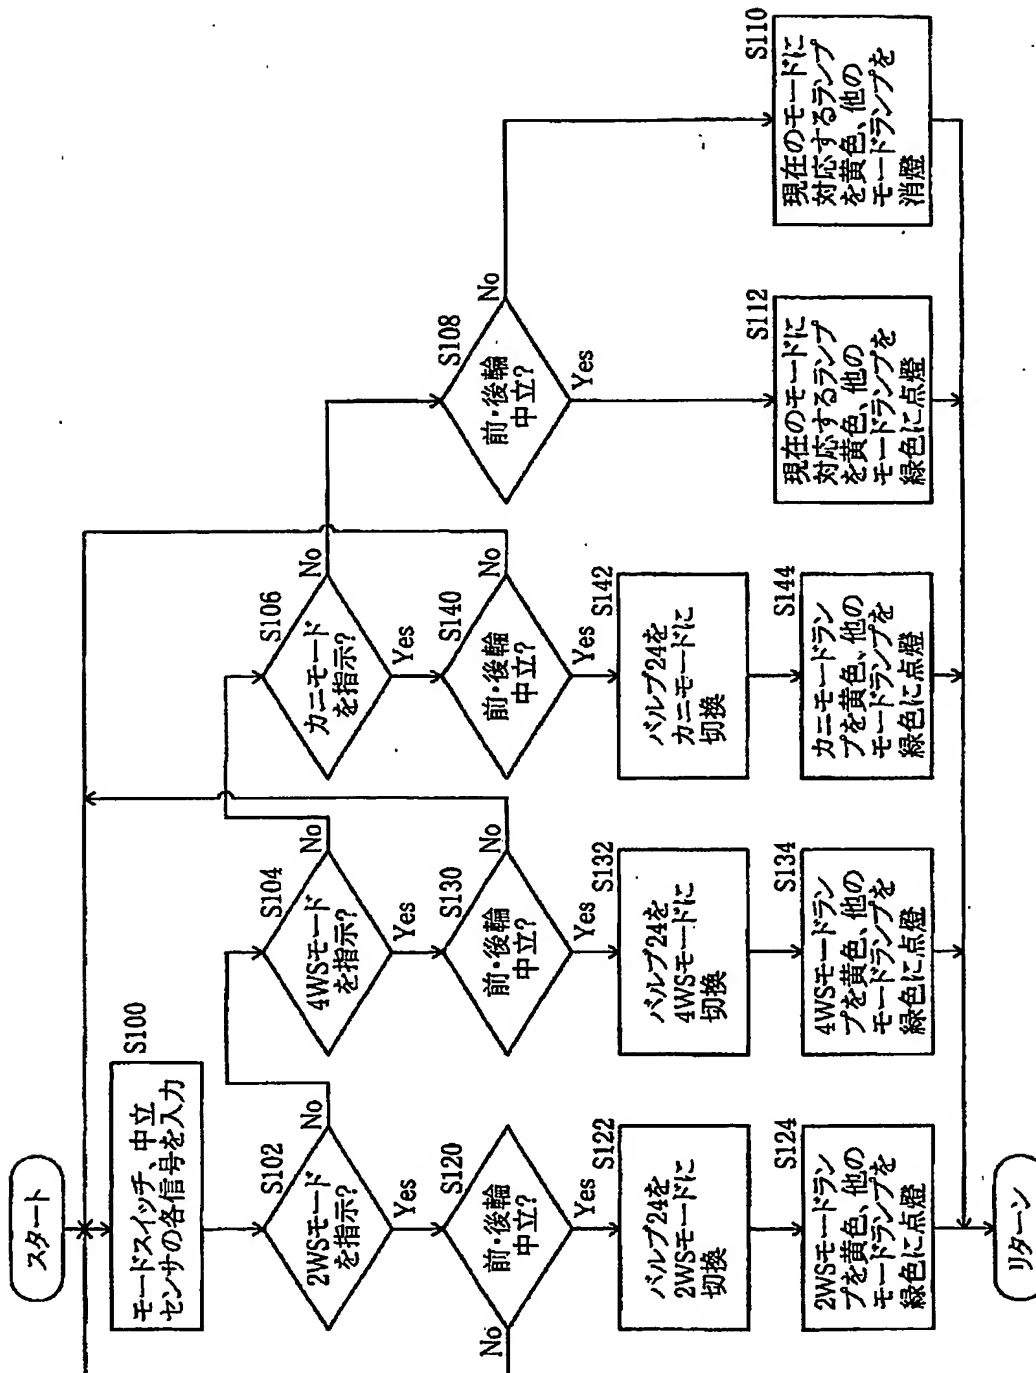 スタート
S100
モードスイッチ、中立
センサの各信号を入力
S102
2WSモード
を指示?
No
Yes
S120
前・後輪
中立?
No
Yes
S122
バルブ24を
2WSモードに
切換
S124
2WSモードラン
プを黄色、他の
モードランプを
緑色に点燈
リターン
S104
4WSモード
を指示?
No
Yes
S130
前・後輪
中立?
No
Yes
S132
バルブ24を
4WSモードに
切換
S134
4WSモードラン
プを黄色、他の
モードランプを
緑色に点燈
S106
カニモード
を指示?
No
Yes
S140
前・後輪
中立?
No
Yes
S142
バルブ24を
カニモードに
切換
S144
カニモードラン
プを黄色、他の
モードランプを
緑色に点燈
S108
前・後輪
中立?
No
Yes
S112
現在のモードに
対応するランプ
を黄色、他の
モードランプを
緑色に点燈
S110
現在のモードに
対応するランプ
を黄色、他の
モードランプを
消燈